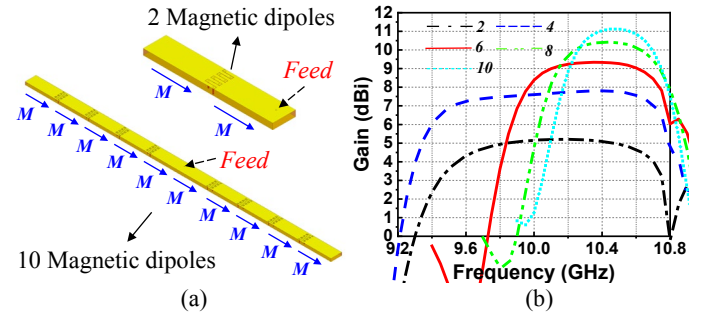 (a)
2 Magnetic dipoles
Feed
M
M
M
M
M
M
Feed
M
M
M
M
M
M
10 Magnetic dipoles
(a)
12
11
10
9
8
7
6
5
4
3
2
1
0
2
4
6
8
10
Gain (dBi)
9.2
9.6
10.0
10.4
10.8
Frequency (GHz)
(b)